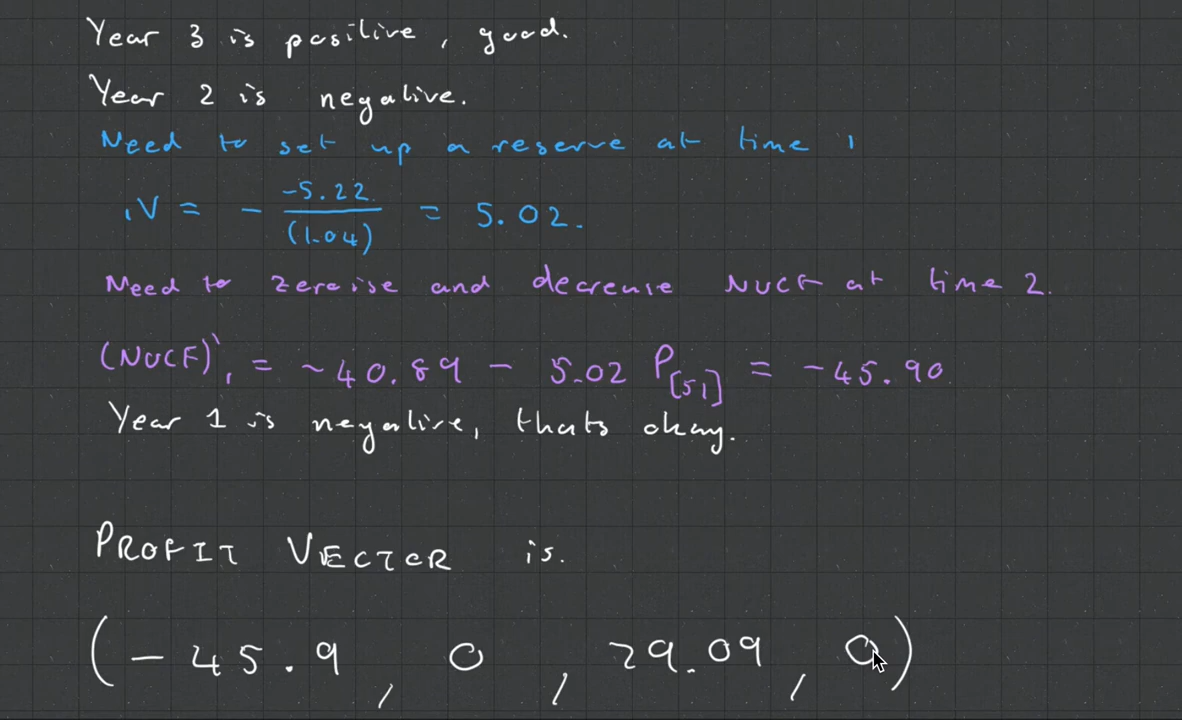 Year 3 is positive, good.
Year 2 is negative.
Need to set up a reserve at time 1
₁V = - -5.22 / (1.04) = 5.02.
Need to zeroise and decrease NUCF at time 2.
(NUCF)'₁ = -40.89 - 5.02 P[51] = -45.90
Year 1 is negative, thats okay.
PROFIT VECTOR is.
(-45.9, 0, 29.09, 0)